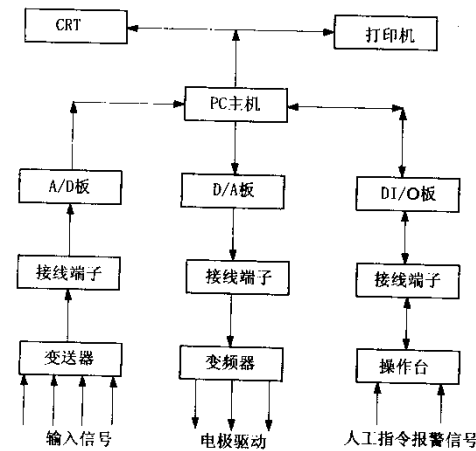 CRT
打印机
PC主机
A/D板
D/A板
DI/O板
接线端子
接线端子
接线端子
变送器
变频器
操作台
输入信号
电极驱动
人工指令报警信号